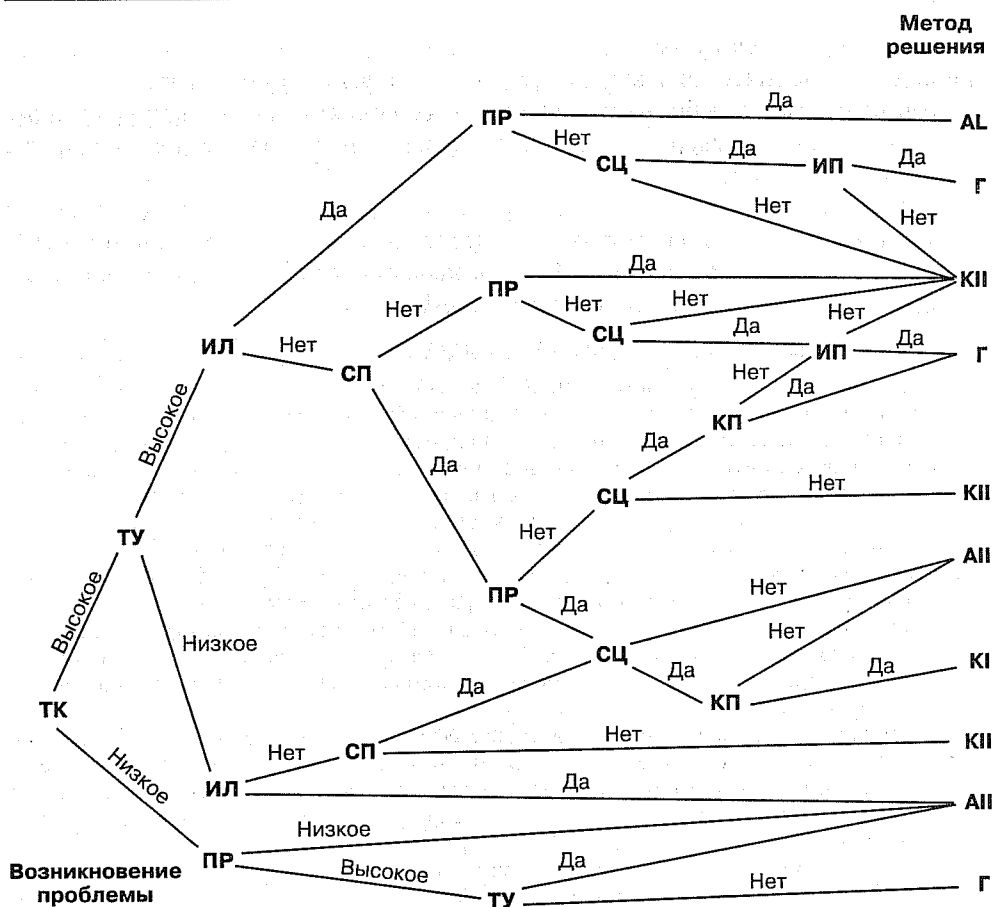 Метод
решения
ПР
Да
AL
Нет
СЦ
Да
ИП
Да
Г
Да
Нет
Нет
ПР
Да
KII
Нет
Нет
Нет
СЦ
Да
Нет
ИЛ
Нет
СП
ИП
Да
Г
Нет
Да
КП
Высокое
Да
Да
СЦ
Нет
KII
ТУ
Нет
AII
ПР
Да
Нет
Высокое
Низкое
СЦ
Нет
Да
Да
KI
Да
КП
ТК
Нет
СП
Нет
KII
Низкое
ИЛ
Да
AII
Низкое
ПР
Высокое
Да
Возникновение
проблемы
ТУ
Нет
Г